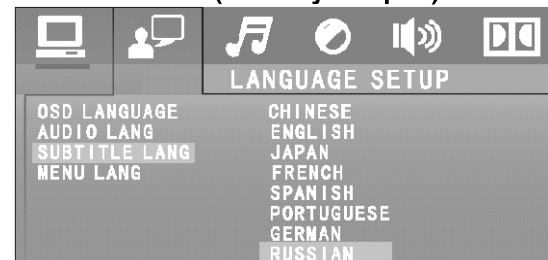 LANGUAGE SETUP
OSD LANGUAGE
AUDIO LANG
SUBTITLE LANG
MENU LANG
CHINESE
ENGLISH
JAPAN
FRENCH
SPANISH
PORTUGUESE
GERMAN
RUSSIAN